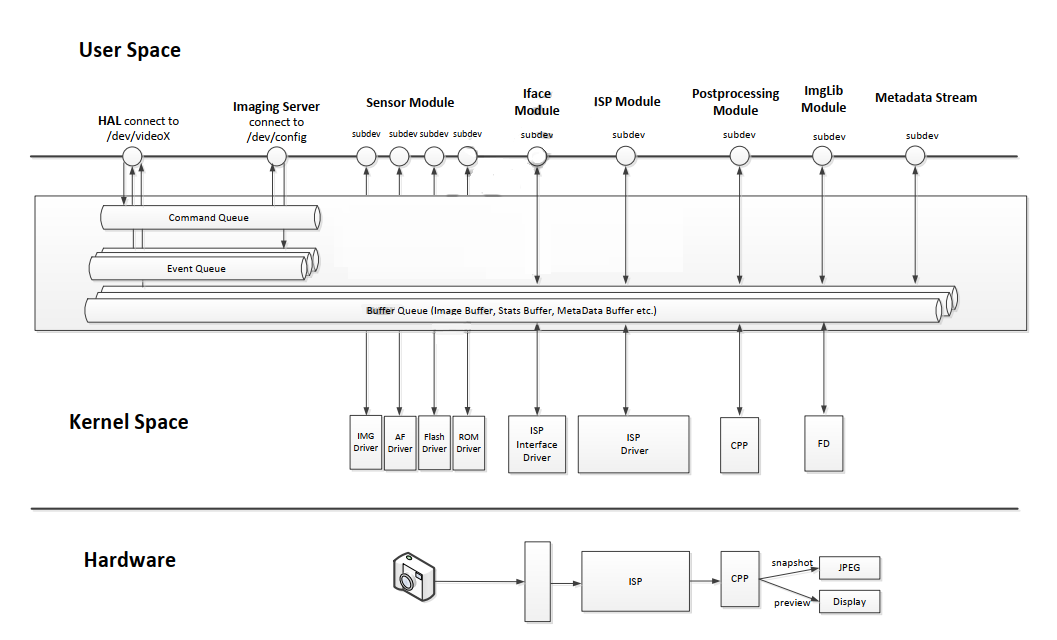 User Space
HAL connect to
/dev/videoX
Imaging Server
connect to
/dev/config
Sensor Module
subdev
subdev
subdev
subdev
Iface
Module
subdev
ISP Module
subdev
Postprocessing
Module
subdev
ImgLib
Module
subdev
Metadata Stream
subdev
Command Queue
Event Queue
Buffer Queue (Image Buffer, Stats Buffer, MetaData Buffer etc.)
Kernel Space
IMG
Driver
AF
Driver
Flash
Driver
ROM
Driver
ISP
Interface
Driver
ISP
Driver
CPP
FD
Hardware
ISP
CPP
snapshot
preview
JPEG
Display